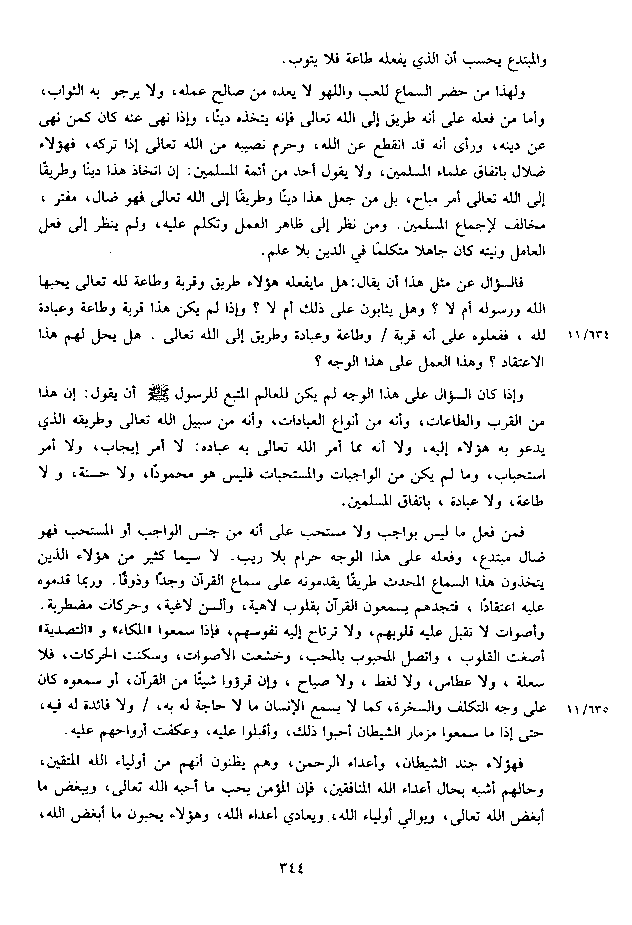 والمبتدع يحسب أن الذي يفعله طاعة فلا يتوب.
ولهذا من حضر السماع للعب واللهو لا يعده من صالح عمله، ولا يرجو به الثواب،
وأما من فعله على أنه طريق إلى الله تعالى فإنه يتخذه دينًا، وإذا نهى عنه كان كمن نهى
عن دينه، ورأى أنه قد انقطع عن الله، وحرم نصيبه من الله تعالى إذا تركه، فهؤلاء
ضلال باتفاق علماء المسلمين، ولا يقول أحد من أئمة المسلمين: إن اتخاذ هذا دينًا وطريقًا
إلى الله تعالى أمر مباح، بل من جعل هذا دينًا وطريقًا إلى الله تعالى فهو ضال، مفتر ،
مخالف لإجماع المسلمين. ومن نظر إلى ظاهر العمل وتكلم عليه، ولم ينظر إلى فعل
العامل ونيته كان جاهلا متكلمًا في الدين بلا علم.
فالسؤال عن مثل هذا أن يقال:هل مايفعله هؤلاء طريق وقربة وطاعة لله تعالى يحبها
الله ورسوله أم لا ؟ وهل يثابون على ذلك أم لا ؟ وإذا لم يكن هذا قربة وطاعة وعبادة
لله ، ففعلوه على أنه قربة / وطاعة وعبادة وطريق إلى الله تعالى . هل يحل لهم هذا ١١/٦٣٤
الاعتقاد ؟ وهذا العمل على هذا الوجه ؟
وإذا كان السؤال على هذا الوجه لم يكن للعالم المتبع للرسول ﷺ أن يقول: إن هذا
من القرب والطاعات، وأنه من أنواع العبادات، وأنه من سبيل الله تعالى وطريقه الذي
يدعو به هؤلاء إليه، ولا أنه مما أمر الله تعالى به عباده: لا أمر إيجاب، ولا أمر
استحباب، وما لم يكن من الواجبات والمستحبات فليس هو محمودًا، ولا حسنة، و لا
طاعة، ولا عبادة ، باتفاق المسلمين.
فمن فعل ما ليس بواجب ولا مستحب على أنه من جنس الواجب أو المستحب فهو
ضال مبتدع، وفعله على هذا الوجه حرام بلا ريب. لا سيما كثير من هؤلاء الذين
يتخذون هذا السماع المحدث طريقًا يقدمونه على سماع القرآن وجدًا وذوقًا. وربما قدموه
عليه اعتقادًا ، فتجدهم يسمعون القرآن بقلوب لاهية، وألسن لاغية، وحركات مضطربة.
وأصوات لا تقبل عليه قلوبهم، ولا ترتاح إليه نفوسهم، فإذا سمعوا «المكاء» و «التصدية»
أصغت القلوب ، واتصل المحبوب بالمحب، وخشعت الأصوات، وسكنت الحركات، فلا
سعلة ، ولا عطاس، ولا لغط ، ولا صياح ، وإن قرؤوا شيئًا من القرآن، أو سمعوه كان
على وجه التكلف والسخرة، كما لا يسمع الإنسان ما لا حاجة له به، / ولا فائدة له فيه، ١١/٦٣٥
حتى إذا ما سمعوا مزمار الشيطان أحبوا ذلك، وأقبلوا عليه، وعكفت أرواحهم عليه.
فهؤلاء جند الشيطان، وأعداء الرحمن، وهم يظنون أنهم من أولياء الله المتقين،
وحالهم أشبه بحال أعداء الله المنافقين، فإن المؤمن يحب ما أحبه الله تعالى، ويبغض ما
أبغض الله تعالى، ويوالي أولياء الله، ويعادي أعداء الله، وهؤلاء يحبون ما أبغض الله،
٣٤٤